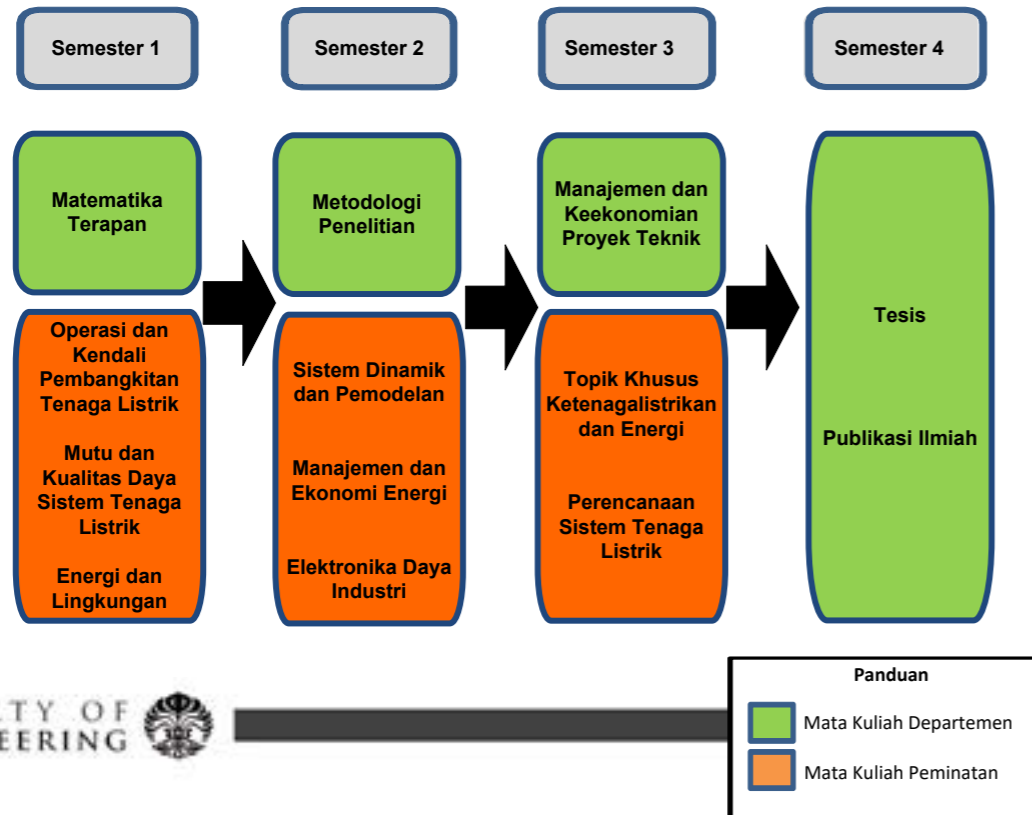 Semester 1
Semester 2
Semester 3
Semester 4
Matematika
Terapan
Metodologi
Penelitian
Manajemen dan
Keekonomian
Proyek Teknik
Operasi dan
Kendali
Pembangkitan
Tenaga Listrik
Mutu dan
Kualitas Daya
Sistem Tenaga
Listrik
Energi dan
Lingkungan
Sistem Dinamik
dan Pemodelan
Manajemen dan
Ekonomi Energi
Elektronika Daya
Industri
Topik Khusus
Ketenagalistrikan
dan Energi
Perencanaan
Sistem Tenaga
Listrik
Tesis
Publikasi Ilmiah
LTY OF
EERING
Panduan
Mata Kuliah Departemen
Mata Kuliah Peminatan